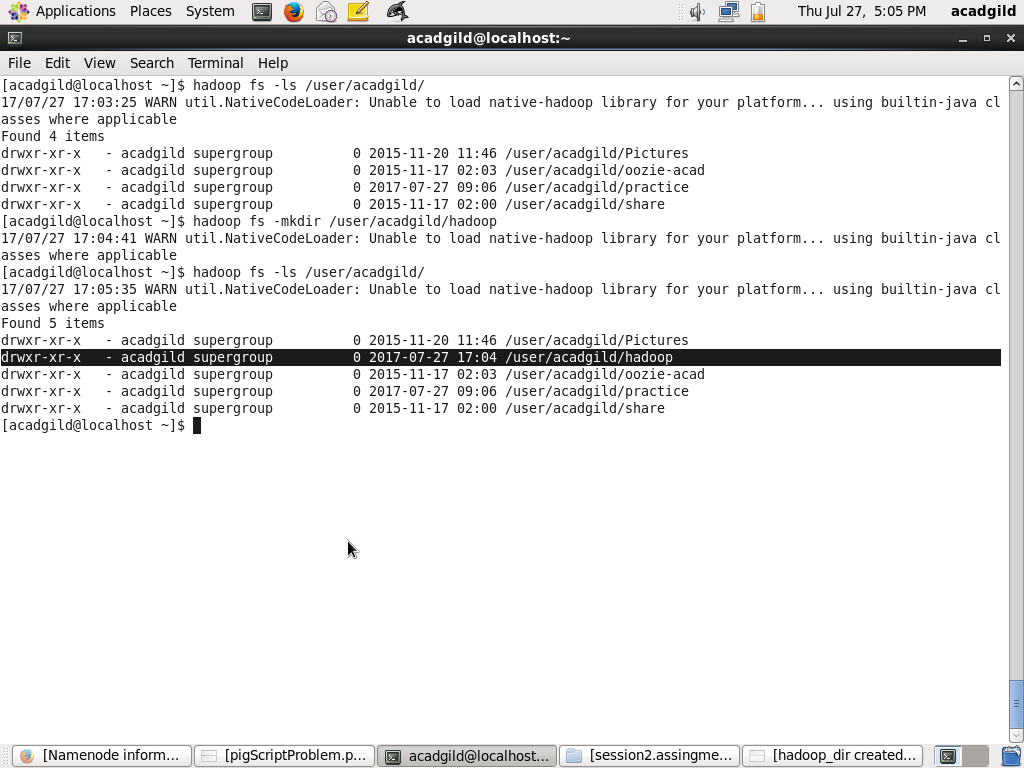 Applications Places System Thu Jul 27, 5:05 PM acadgild
acadgild@localhost:~
File Edit View Search Terminal Help
[acadgild@localhost ~]$ hadoop fs -ls /user/acadgild/
17/07/27 17:03:25 WARN util.NativeCodeLoader: Unable to load native-hadoop library for your platform... using builtin-java cl
asses where applicable
Found 4 items
drwxr-xr-x   - acadgild supergroup          0 2015-11-20 11:46 /user/acadgild/Pictures
drwxr-xr-x   - acadgild supergroup          0 2015-11-17 02:03 /user/acadgild/oozie-acad
drwxr-xr-x   - acadgild supergroup          0 2017-07-27 09:06 /user/acadgild/practice
drwxr-xr-x   - acadgild supergroup          0 2015-11-17 02:00 /user/acadgild/share
[acadgild@localhost ~]$ hadoop fs -mkdir /user/acadgild/hadoop
17/07/27 17:04:41 WARN util.NativeCodeLoader: Unable to load native-hadoop library for your platform... using builtin-java cl
asses where applicable
[acadgild@localhost ~]$ hadoop fs -ls /user/acadgild/
17/07/27 17:05:35 WARN util.NativeCodeLoader: Unable to load native-hadoop library for your platform... using builtin-java cl
asses where applicable
Found 5 items
drwxr-xr-x   - acadgild supergroup          0 2015-11-20 11:46 /user/acadgild/Pictures
drwxr-xr-x   - acadgild supergroup          0 2017-07-27 17:04 /user/acadgild/hadoop
drwxr-xr-x   - acadgild supergroup          0 2015-11-17 02:03 /user/acadgild/oozie-acad
drwxr-xr-x   - acadgild supergroup          0 2017-07-27 09:06 /user/acadgild/practice
drwxr-xr-x   - acadgild supergroup          0 2015-11-17 02:00 /user/acadgild/share
[acadgild@localhost ~]$
[Namenode inform... [pigScriptProblem.p... acadgild@localhost... [session2.assingme... [hadoop_dir created...